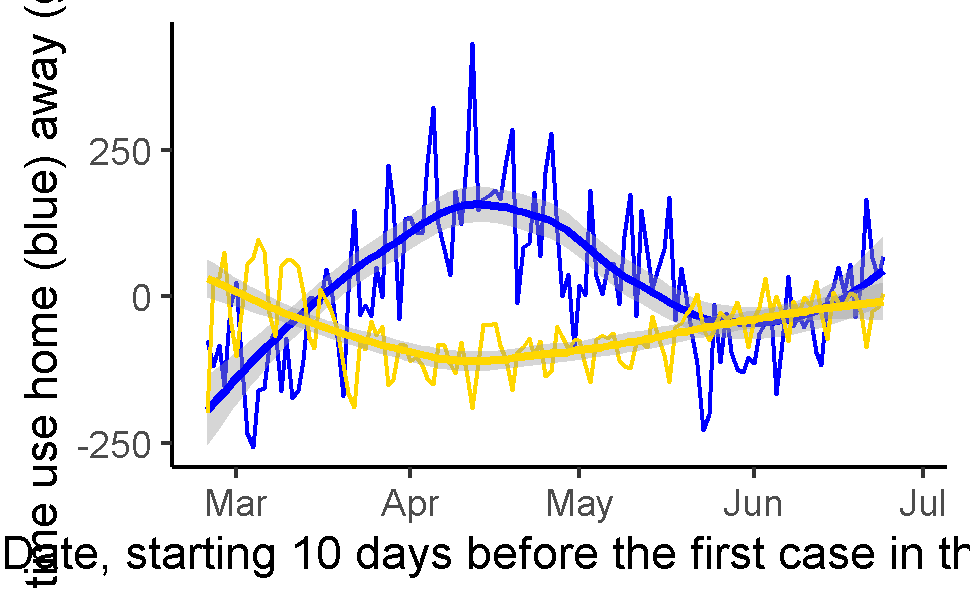 time use home (blue) away (
250
0
-250
Mar Apr May Jun Jul
Date, starting 10 days before the first case in th